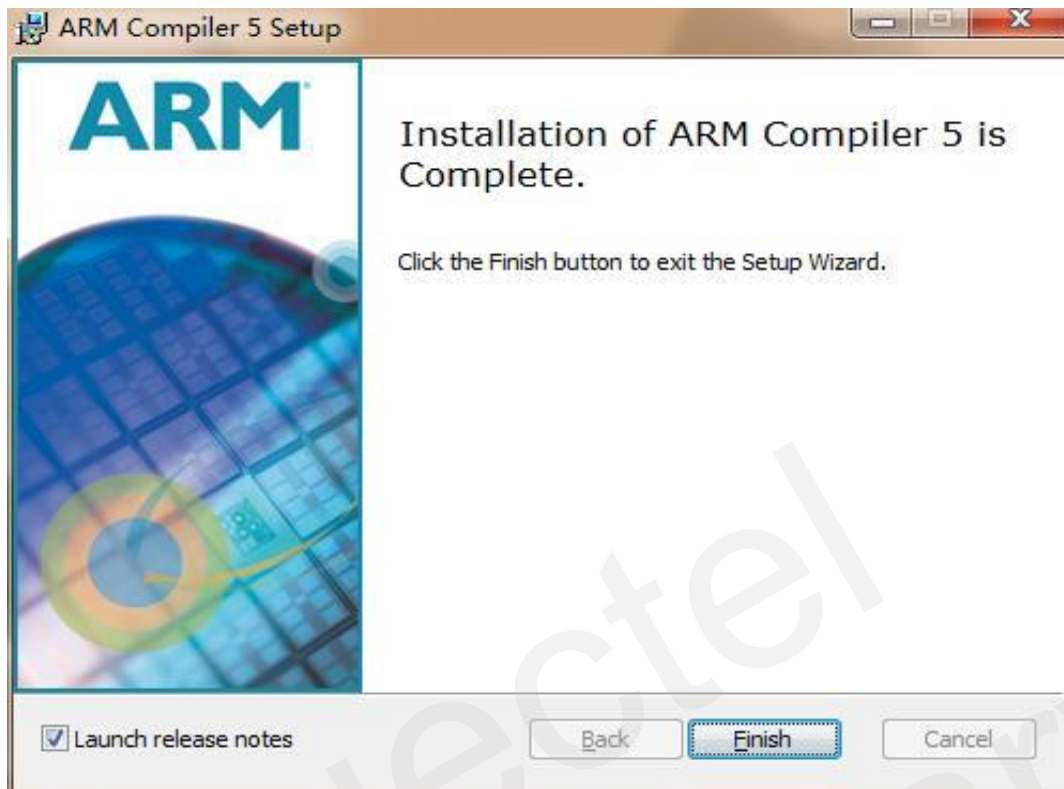 ARM Compiler 5 Setup
ARM
Installation of ARM Compiler 5 is
Complete.
Click the Finish button to exit the Setup Wizard.
Launch release notes
Back
Finish
Cancel